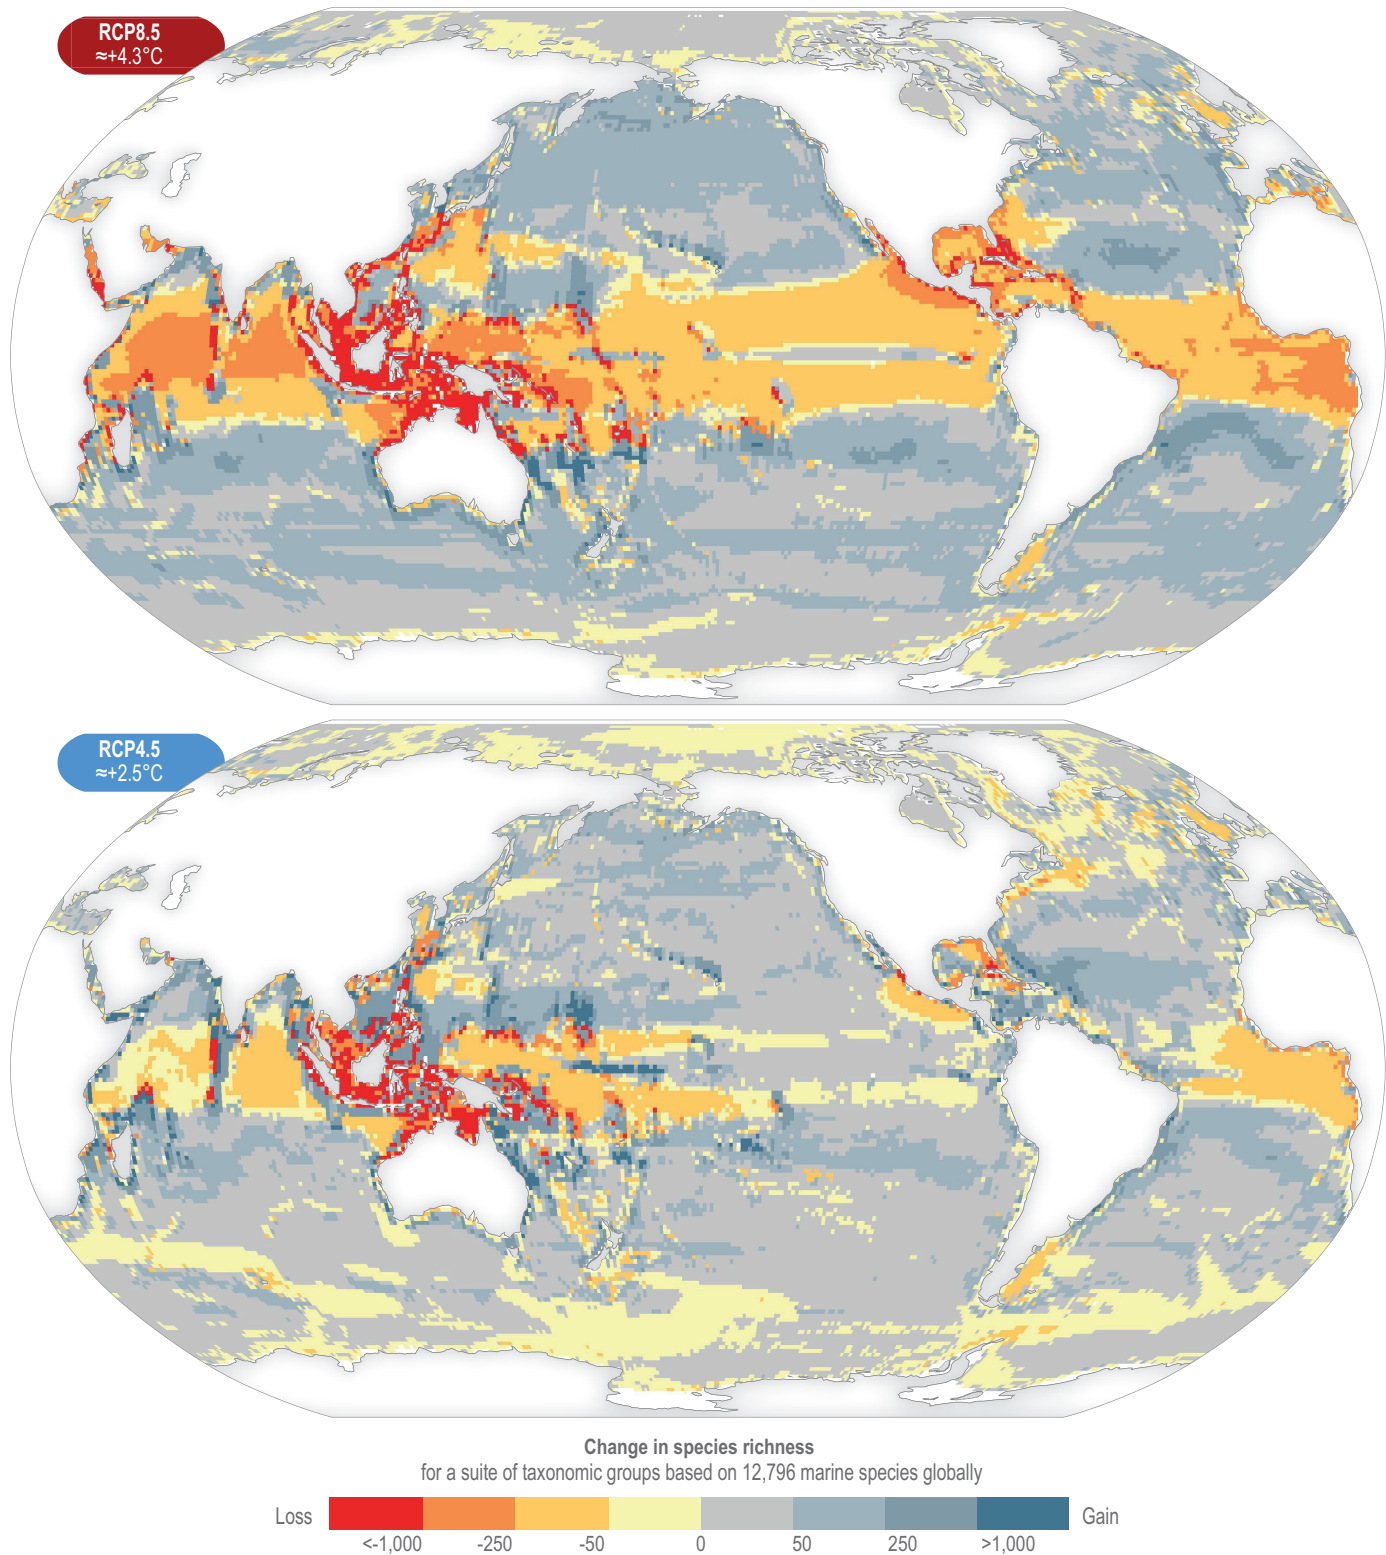 RCP8.5
≈+4.3°C
RCP4.5
≈+2.5°C
Change in species richness
for a suite of taxonomic groups based on 12,796 marine species globally
Loss
Gain
<-1,000 -250 -50 0 50 250 >1,000